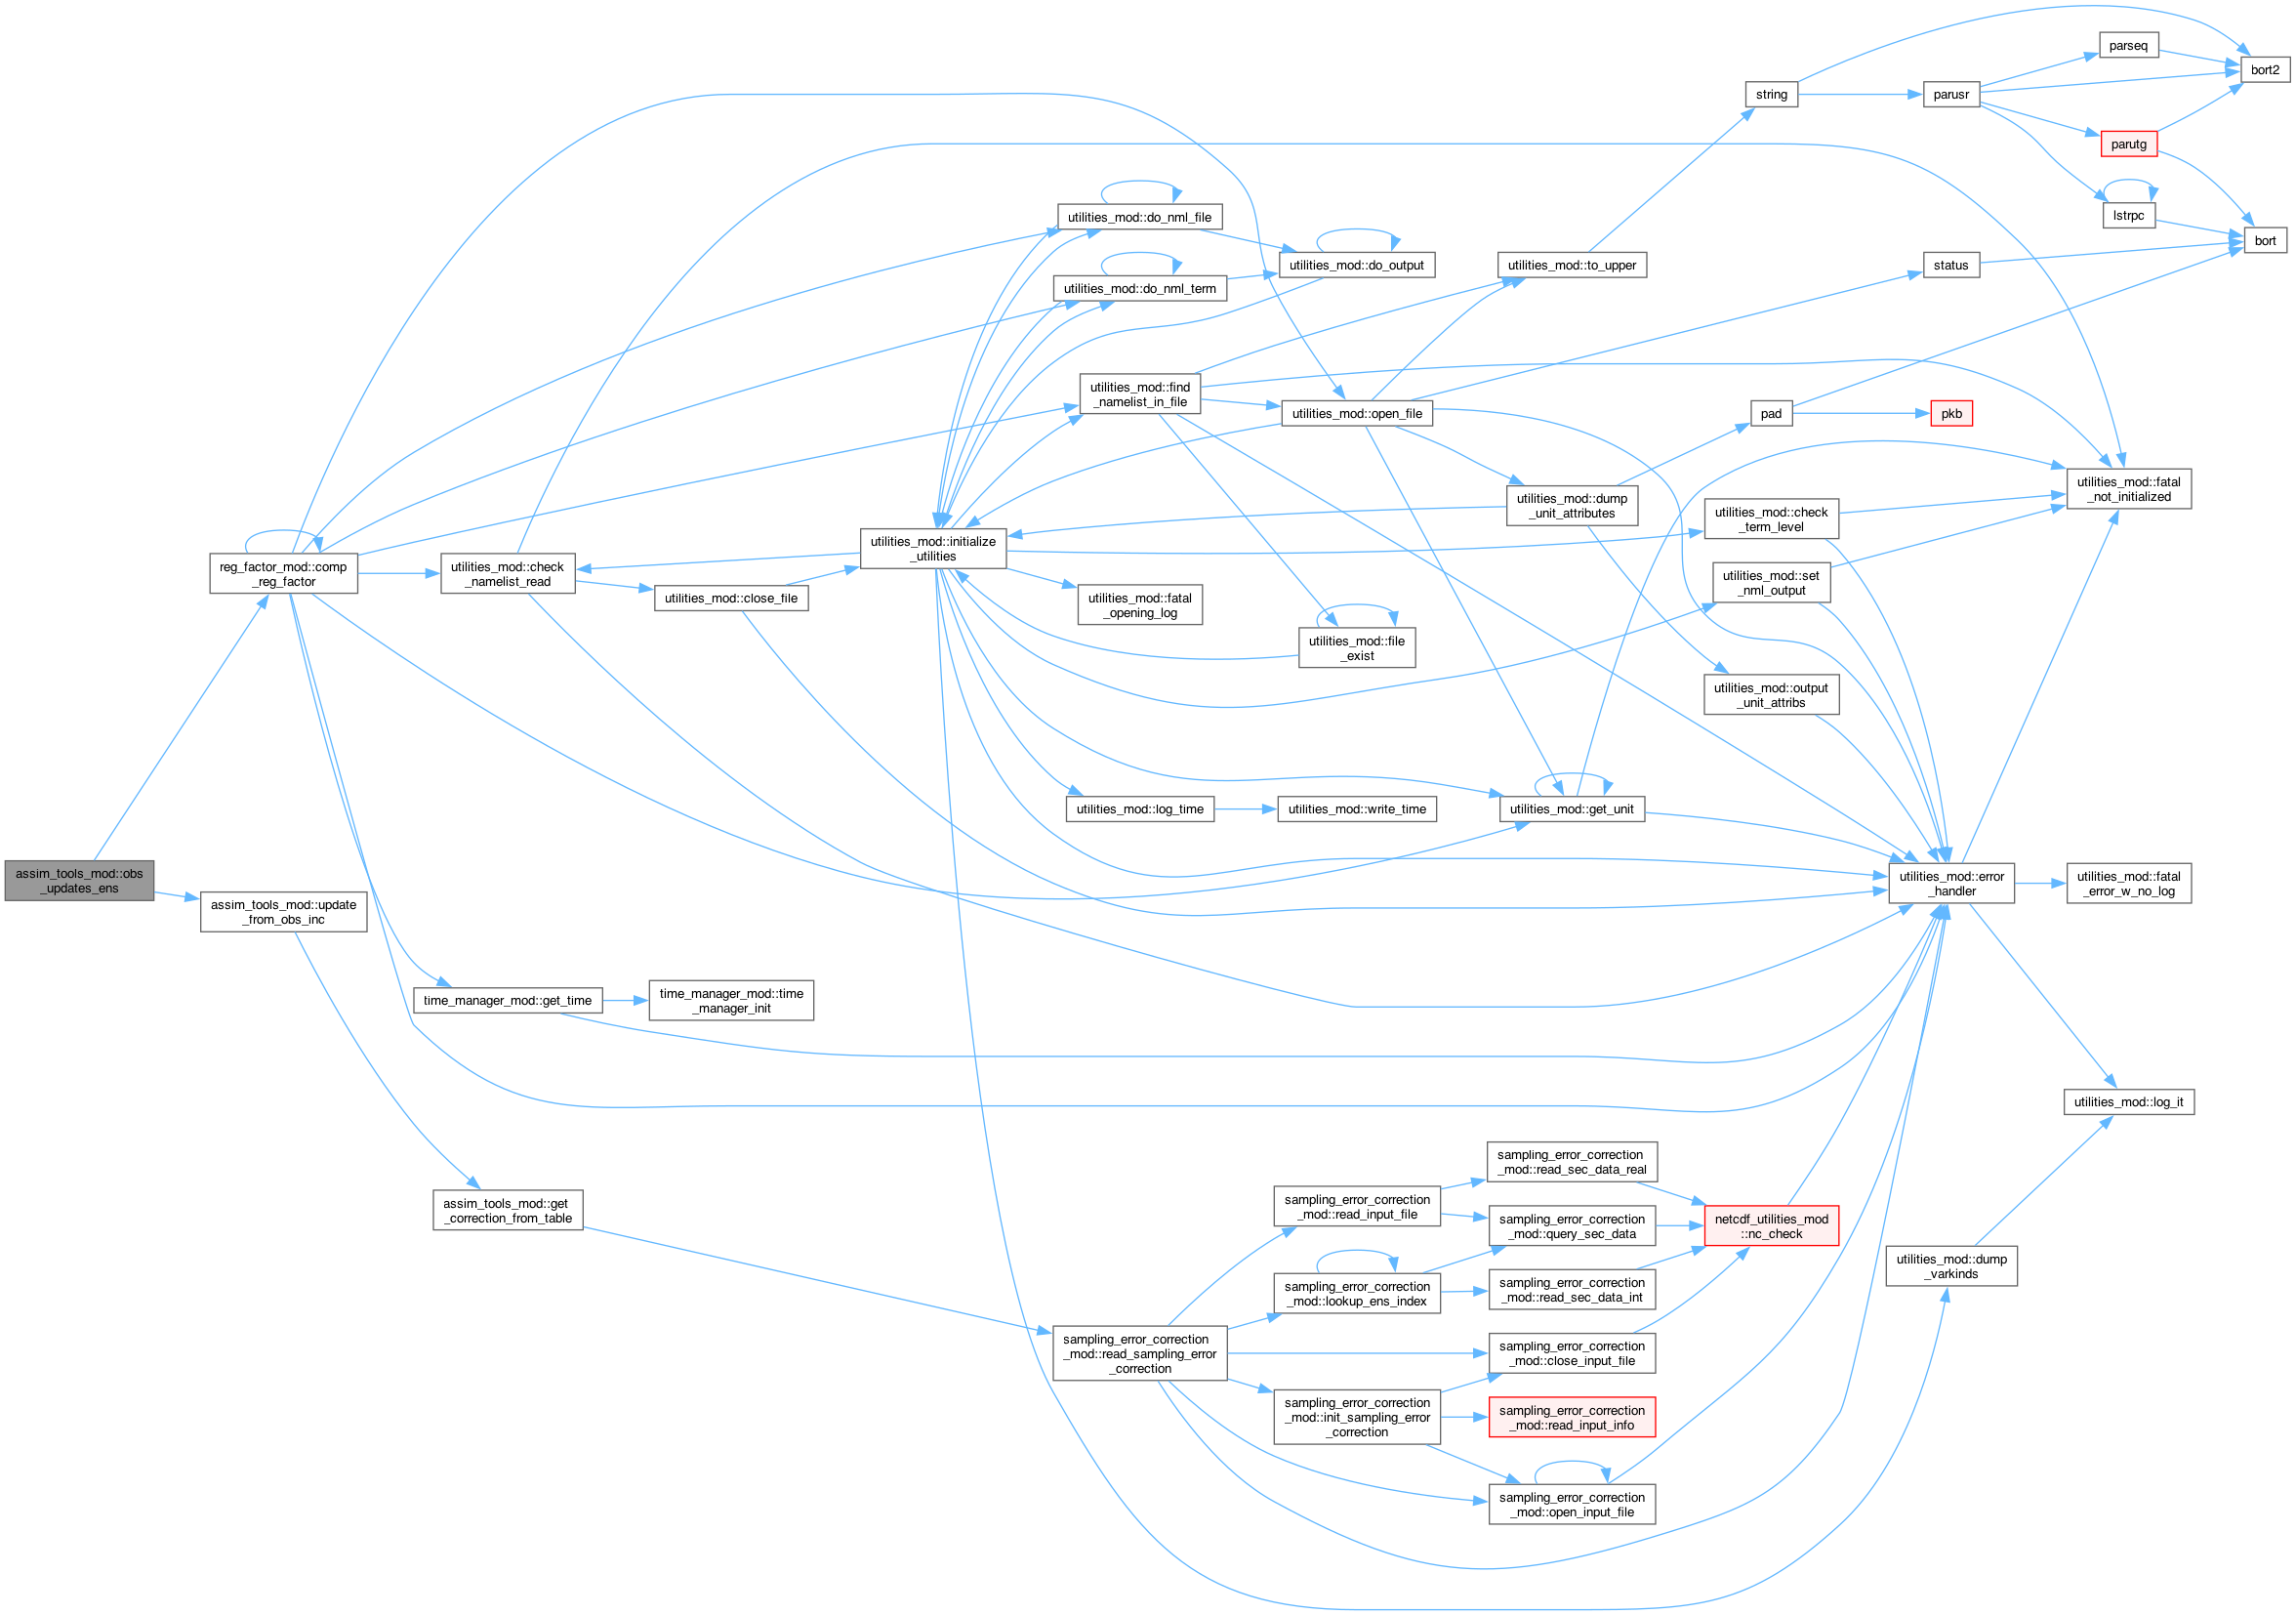 parseq
bort2
string
parusr
parutg
utilities_mod::do_nml_file
lstrpc
bort
utilities_mod::do_output
utilities_mod::to_upper
status
utilities_mod::do_nml_term
utilities_mod::find
_namelist_in_file
utilities_mod::open_file
pad
pkb
utilities_mod::fatal
_not_initialized
utilities_mod::dump
_unit_attributes
utilities_mod::check
_term_level
utilities_mod::initialize
_utilities
reg_factor_mod::comp
_reg_factor
utilities_mod::check
_namelist_read
utilities_mod::close_file
utilities_mod::fatal
_opening_log
utilities_mod::set
_nml_output
utilities_mod::file
_exist
utilities_mod::output
_unit_attribs
utilities_mod::log_time
utilities_mod::write_time
utilities_mod::get_unit
assim_tools_mod::obs
_updates_ens
utilities_mod::error
_handler
utilities_mod::fatal
_error_w_no_log
assim_tools_mod::update
_from_obs_inc
time_manager_mod::get_time
time_manager_mod::time
_manager_init
utilities_mod::log_it
sampling_error_correction
_mod::read_sec_data_real
assim_tools_mod::get
_correction_from_table
sampling_error_correction
_mod::read_input_file
sampling_error_correction
_mod::query_sec_data
netcdf_utilities_mod
::nc_check
utilities_mod::dump
_varkinds
sampling_error_correction
_mod::lookup_ens_index
sampling_error_correction
_mod::read_sec_data_int
sampling_error_correction
_mod::read_sampling_error
_correction
sampling_error_correction
_mod::close_input_file
sampling_error_correction
_mod::init_sampling_error
_correction
sampling_error_correction
_mod::read_input_info
sampling_error_correction
_mod::open_input_file